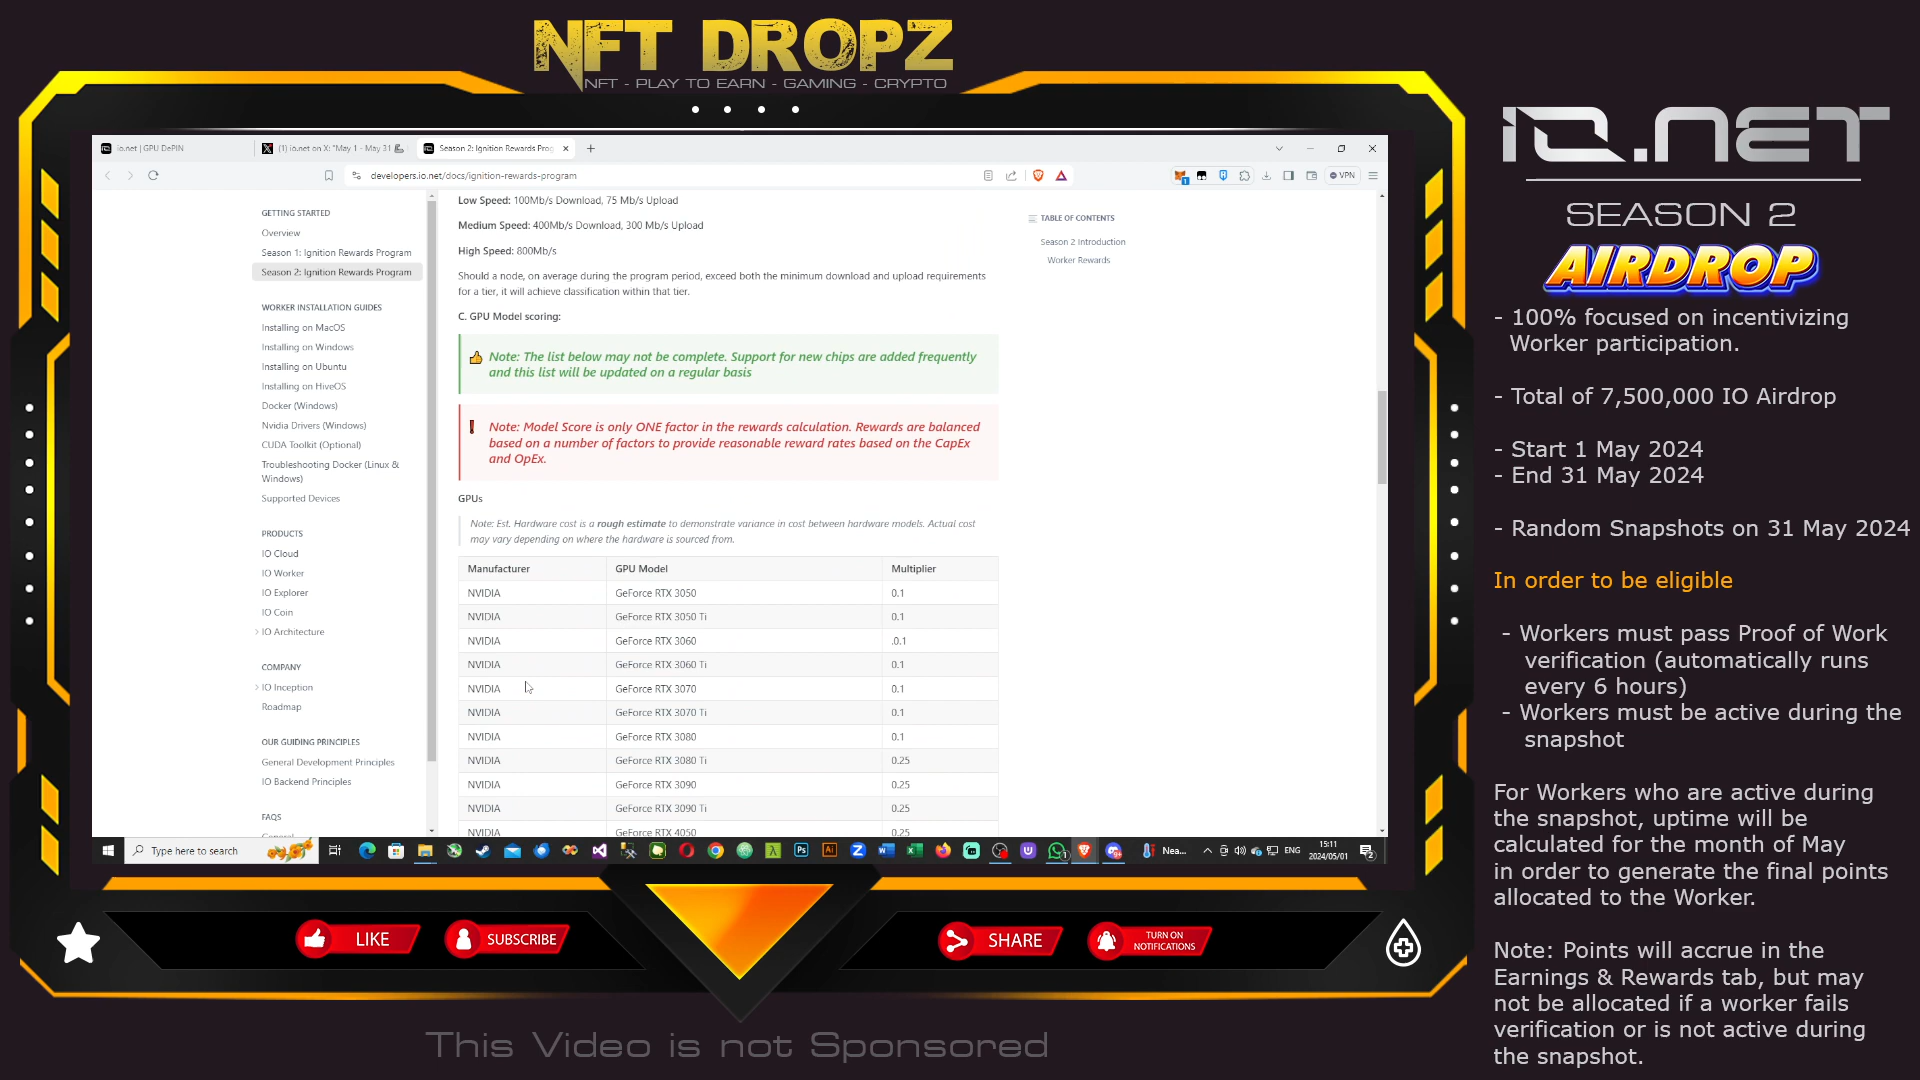 NFT DROPZ
NFT - PLAY TO EARN - GAMING - CRYPTO
io.net | GPU DePIN
(1) io.net on X: "May 1 - May 31
Season 2: Ignition Rewards Prog
developers.io.net/docs/ignition-rewards-program
VPN
GETTING STARTED
Overview
Season 1: Ignition Rewards Program
Season 2: Ignition Rewards Program
WORKER INSTALLATION GUIDES
Installing on MacOS
Installing on Windows
Installing on Ubuntu
Installing on HiveOS
Docker (Windows)
Nvidia Drivers (Windows)
CUDA Toolkit (Optional)
Troubleshooting Docker (Linux &
Windows)
Supported Devices
PRODUCTS
IO Cloud
IO Worker
IO Explorer
IO Coin
IO Architecture
COMPANY
IO Inception
Roadmap
OUR GUIDING PRINCIPLES
General Development Principles
IO Backend Principles
FAQS
General
Low Speed: 100Mb/s Download, 75 Mb/s Upload
Medium Speed: 400Mb/s Download, 300 Mb/s Upload
High Speed: 800Mb/s
Should a node, on average during the program period, exceed both the minimum download and upload requirements
for a tier, it will achieve classification within that tier.
C. GPU Model scoring:
Note: The list below may not be complete. Support for new chips are added frequently
and this list will be updated on a regular basis
Note: Model Score is only ONE factor in the rewards calculation. Rewards are balanced
based on a number of factors to provide reasonable reward rates based on the CapEx
and OpEx.
GPUs
Note: Est. Hardware cost is a rough estimate to demonstrate variance in cost between hardware models. Actual cost
may vary depending on where the hardware is sourced from.
Manufacturer GPU Model Multiplier
NVIDIA GeForce RTX 3050 0.1
NVIDIA GeForce RTX 3050 Ti 0.1
NVIDIA GeForce RTX 3060 .0.1
NVIDIA GeForce RTX 3060 Ti 0.1
NVIDIA GeForce RTX 3070 0.1
NVIDIA GeForce RTX 3070 Ti 0.1
NVIDIA GeForce RTX 3080 0.1
NVIDIA GeForce RTX 3080 Ti 0.25
NVIDIA GeForce RTX 3090 0.25
NVIDIA GeForce RTX 3090 Ti 0.25
NVIDIA GeForce RTX 4050 0.25
TABLE OF CONTENTS
Season 2 Introduction
Worker Rewards
Type here to search
Nea...
ENG
15:11
2024/05/01
LIKE
SUBSCRIBE
SHARE
TURN ON
NOTIFICATIONS
This Video is not Sponsored
iO.NET
SEASON 2
AIRDROP
- 100% focused on incentivizing
Worker participation.
- Total of 7,500,000 IO Airdrop
- Start 1 May 2024
- End 31 May 2024
- Random Snapshots on 31 May 2024
In order to be eligible
- Workers must pass Proof of Work
verification (automatically runs
every 6 hours)
- Workers must be active during the
snapshot
For Workers who are active during
the snapshot, uptime will be
calculated for the month of May
in order to generate the final points
allocated to the Worker.
Note: Points will accrue in the
Earnings & Rewards tab, but may
not be allocated if a worker fails
verification or is not active during
the snapshot.